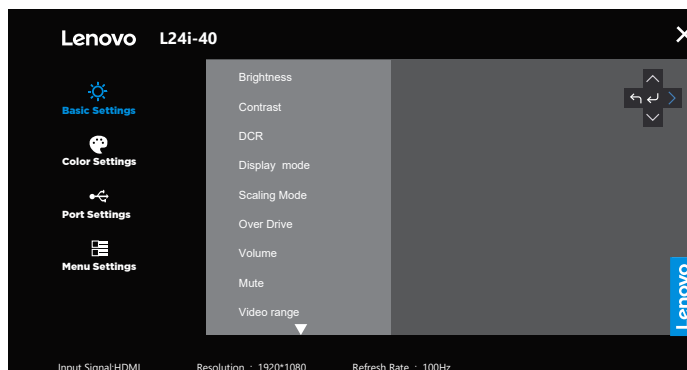 Lenovo L24i-40
Basic Settings
Color Settings
Port Settings
Menu Settings
Brightness
Contrast
DCR
Display mode
Scaling Mode
Over Drive
Volume
Mute
Video range
Lenovo
Input Signal:HDMI Resolution : 1920*1080 Refresh Rate : 100Hz